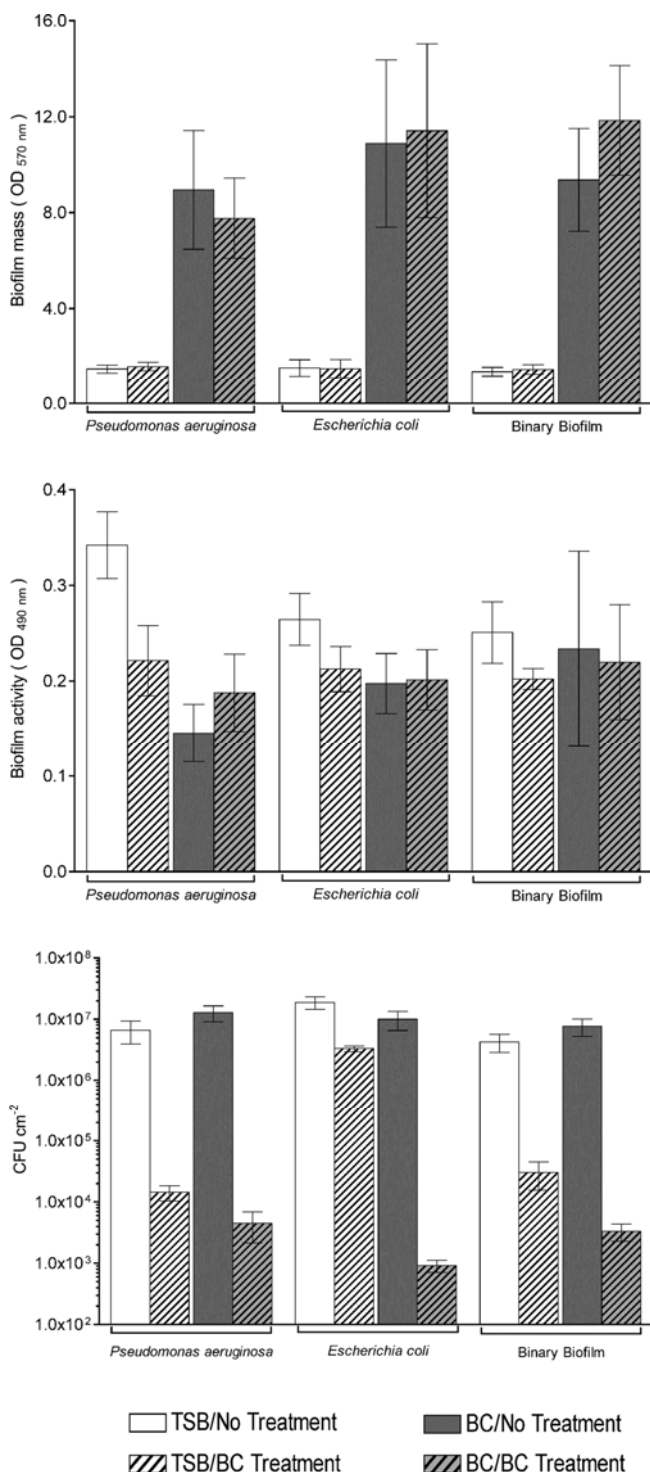 16.0
12.0
8.0
4.0
0.0
Biofilm mass ( OD 570 nm )
Pseudomonas aeruginosa Escherichia coli Binary Biofilm
0.4
0.3
0.2
0.1
0.0
Biofilm activity ( OD 490 nm )
Pseudomonas aeruginosa Escherichia coli Binary Biofilm
1.0x10⁸
1.0x10⁷
1.0x10⁶
1.0x10⁵
1.0x10⁴
1.0x10³
1.0x10²
CFU cm⁻²
Pseudomonas aeruginosa Escherichia coli Binary Biofilm
TSB/No Treatment BC/No Treatment
TSB/BC Treatment BC/BC Treatment